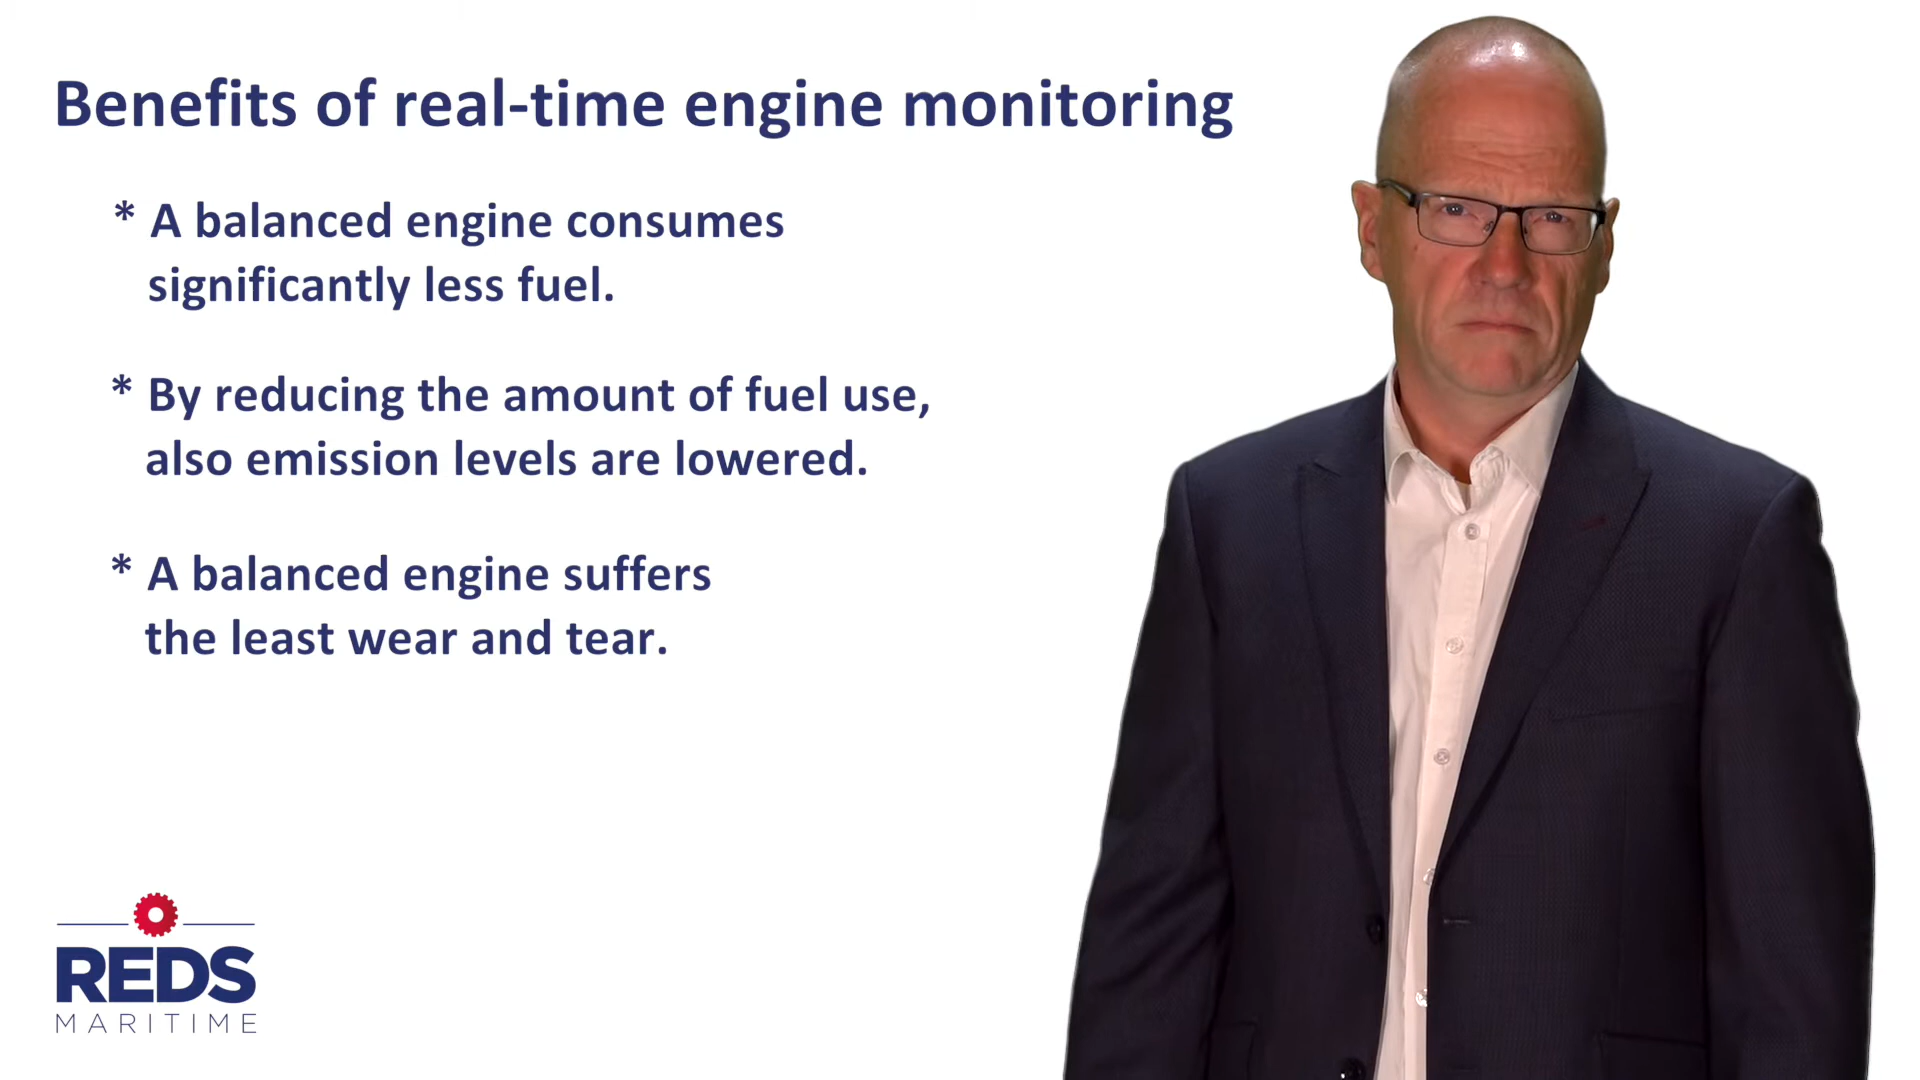 Benefits of real-time engine monitoring
* A balanced engine consumes
significantly less fuel.
* By reducing the amount of fuel use,
also emission levels are lowered.
* A balanced engine suffers
the least wear and tear.
REDS
MARITIME